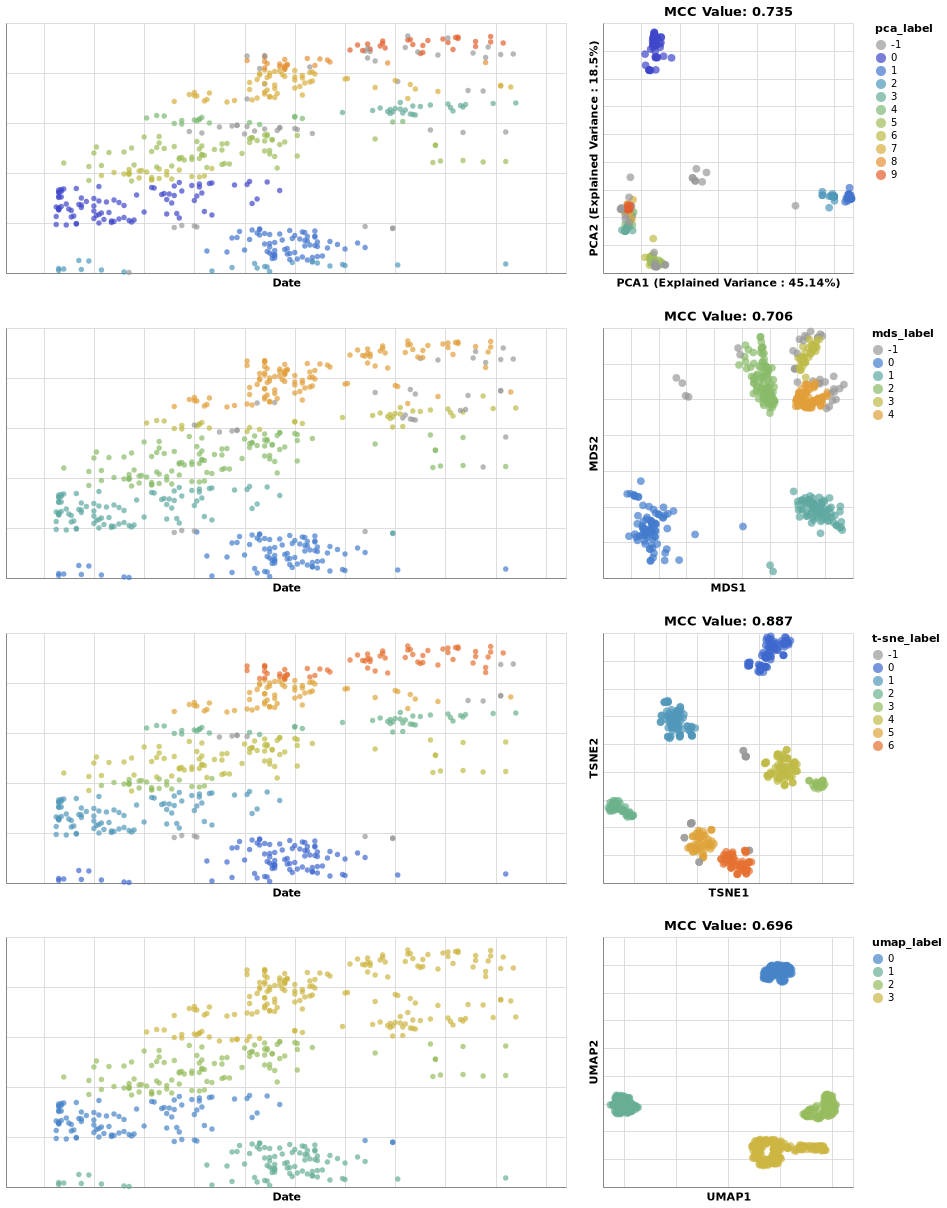 MCC Value: 0.735
PCA2 (Explained Variance : 18.5%)
pca_label
-1
0
1
2
3
4
5
6
7
8
9
Date
PCA1 (Explained Variance : 45.14%)
MCC Value: 0.706
MDS2
mds_label
-1
0
1
2
3
4
Date
MDS1
MCC Value: 0.887
TSNE2
t-sne_label
-1
0
1
2
3
4
5
6
Date
TSNE1
MCC Value: 0.696
UMAP2
umap_label
0
1
2
3
Date
UMAP1